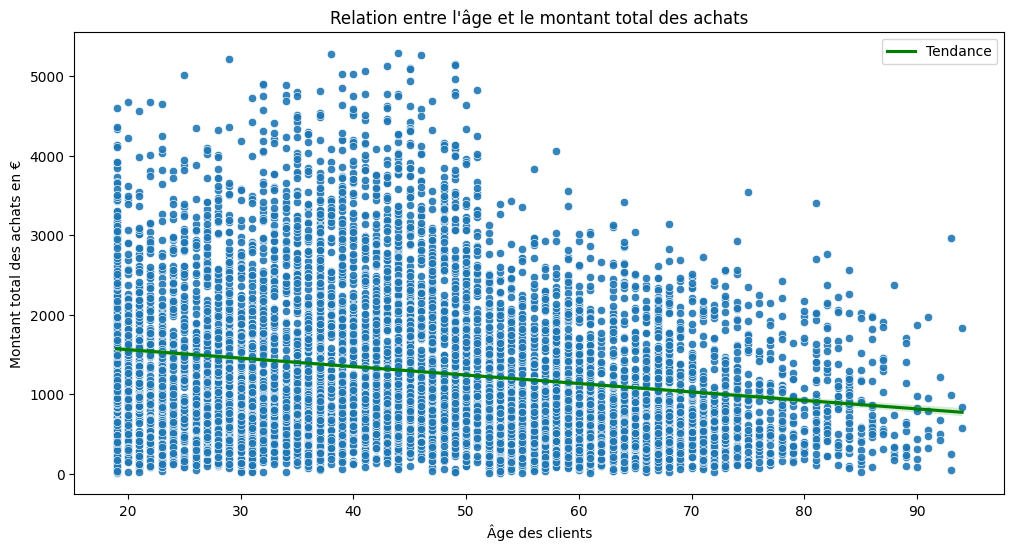 Relation entre l'âge et le montant total des achats
Tendance
Montant total des achats en €
5000
4000
3000
2000
1000
0
20 30 40 50 60 70 80 90
Âge des clients